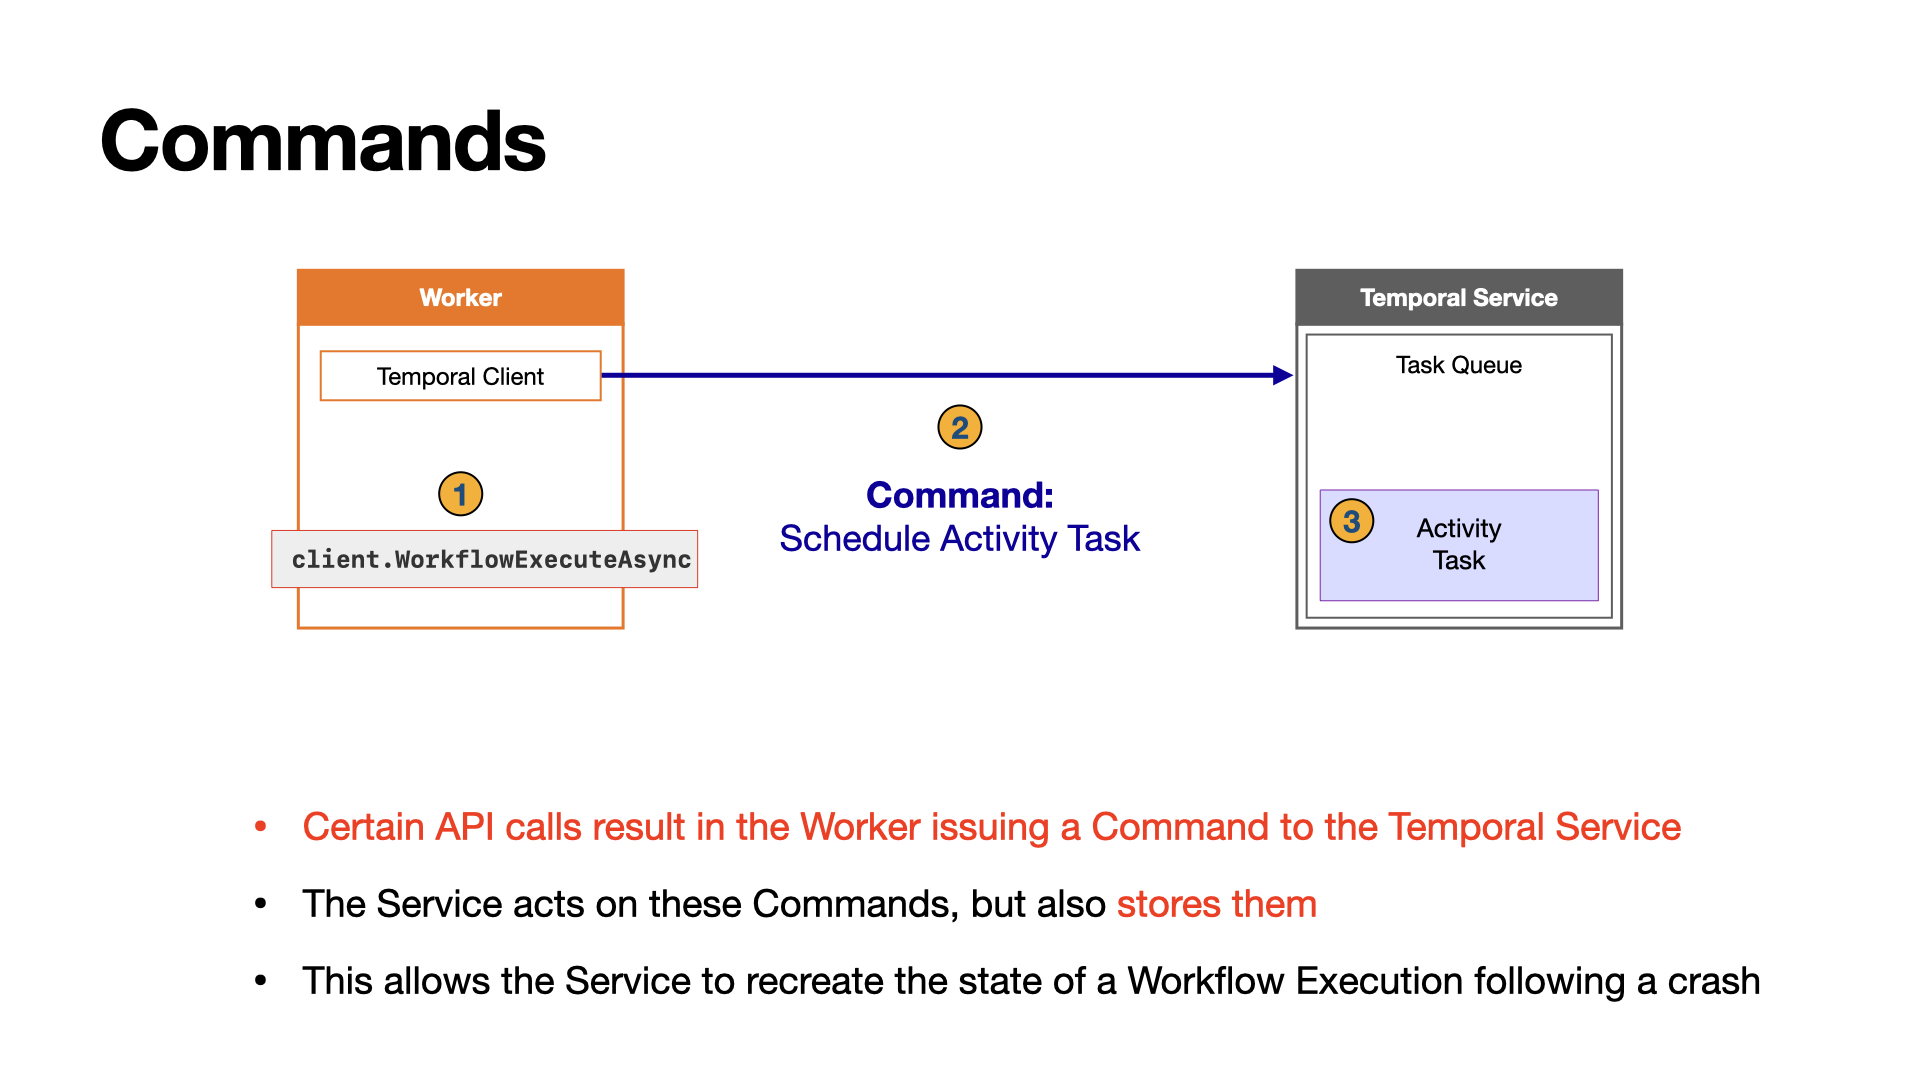 Commands
Worker
Temporal Client
1
client.WorkflowExecuteAsync
2
Command:
Schedule Activity Task
Temporal Service
Task Queue
3
Activity
Task
• Certain API calls result in the Worker issuing a Command to the Temporal Service
• The Service acts on these Commands, but also stores them
• This allows the Service to recreate the state of a Workflow Execution following a crash